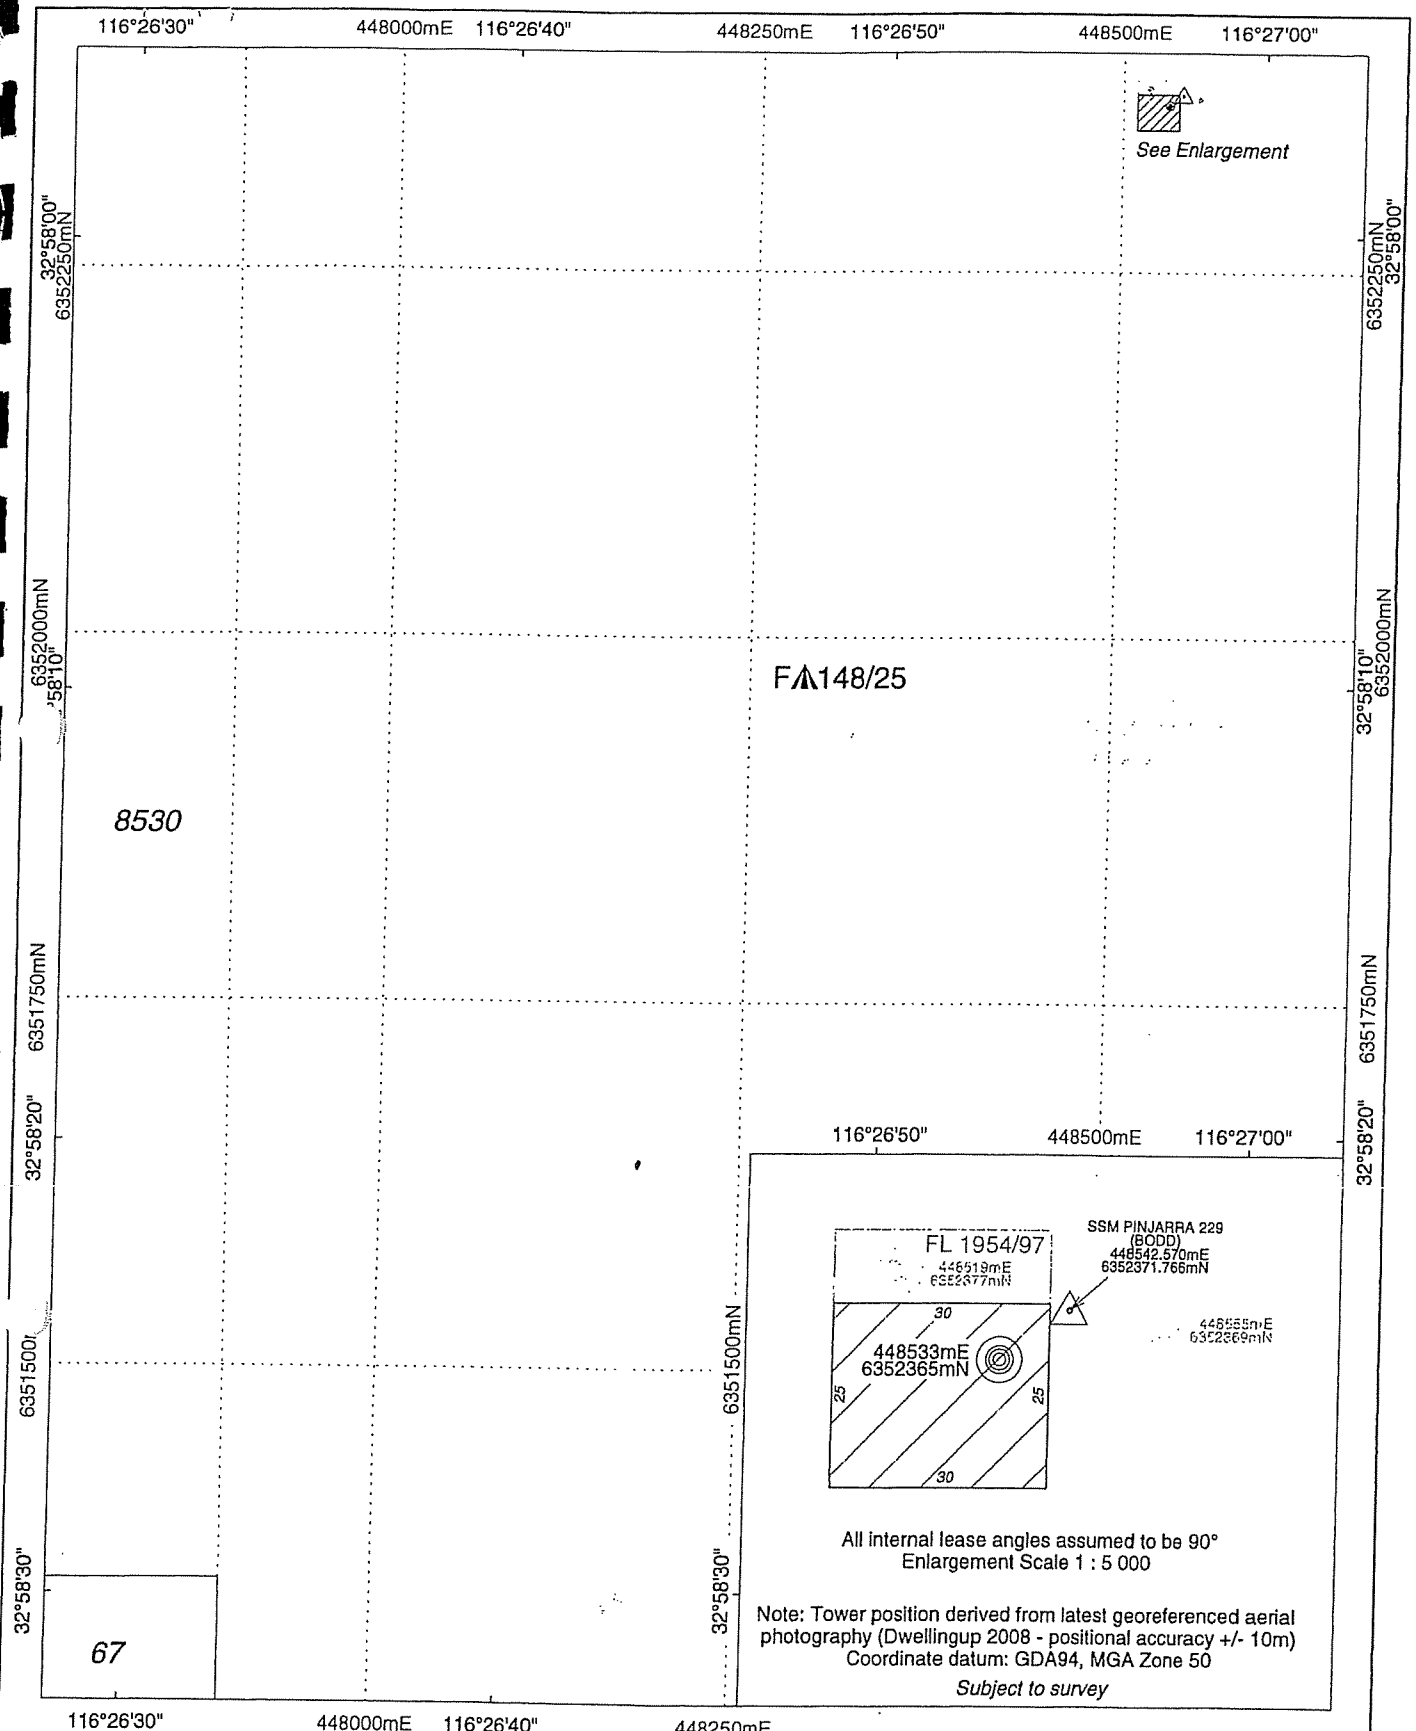 116°26'30" 448000mE 116°26'40" 448250mE 116°26'50" 448500mE 116°27'00"
See Enlargement
32°58'00"
6352250mN
6352250mN
32°58'00"
6352000mN
°58'10"
32°58'10"
6352000mN
F 148/25
8530
6351750mN
6351750mN
32°58'20"
32°58'20"
116°26'50" 448500mE 116°27'00"
SSM PINJARRA 229
(BODD)
448542.570mE
6352371.766mN
FL 1954/97
448519mE
6352377mN
30
448533mE
6352365mN
25
25
30
6352369mN
6351500mN
All internal lease angles assumed to be 90°
Enlargement Scale 1 : 5 000
32°58'30"
32°58'30"
Note: Tower position derived from latest georeferenced aerial
photography (Dwellingup 2008 - positional accuracy +/- 10m)
Coordinate datum: GDA94, MGA Zone 50
Subject to survey
67
116°26'30" 448000mE 116°26'40" 448250mE